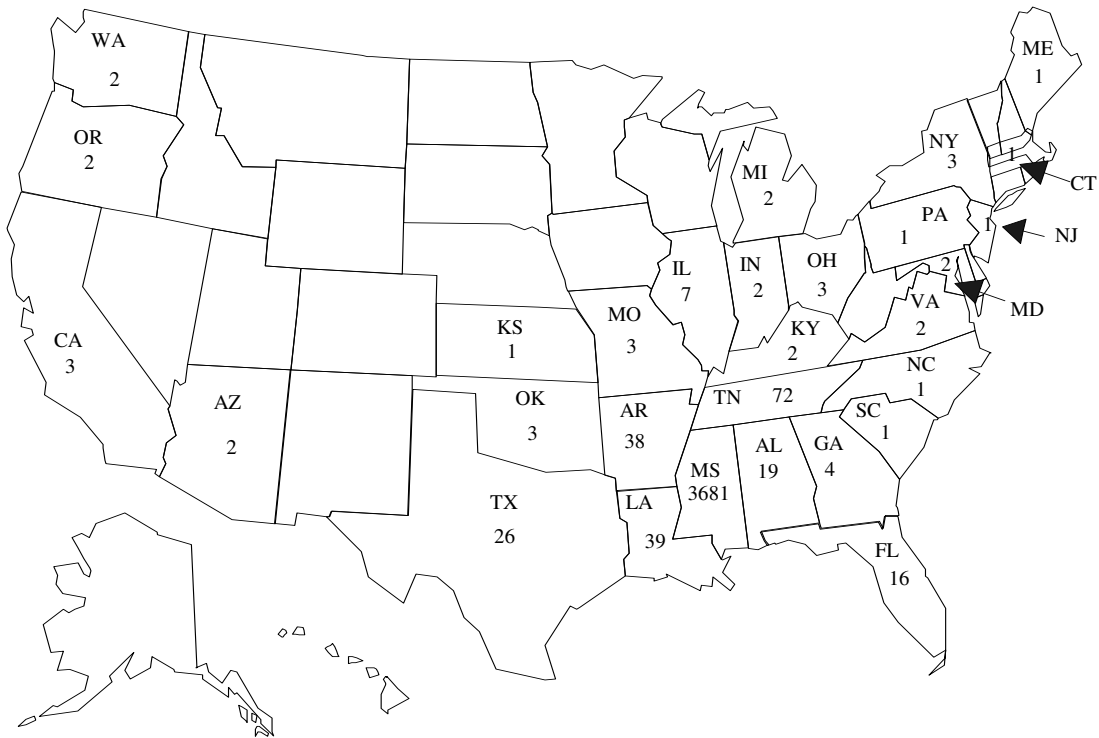 WA
2
OR
2
CA
3
AZ
2
KS
1
OK
3
TX
26
MO
3
AR
38
LA
39
IL
7
MS
3681
TN 72
AL
19
GA
4
FL
16
SC
1
NC
1
KY
2
IN
2
OH
3
MI
2
VA
2
PA
1
NY
3
ME
1
1
CT
1
NJ
2
MD